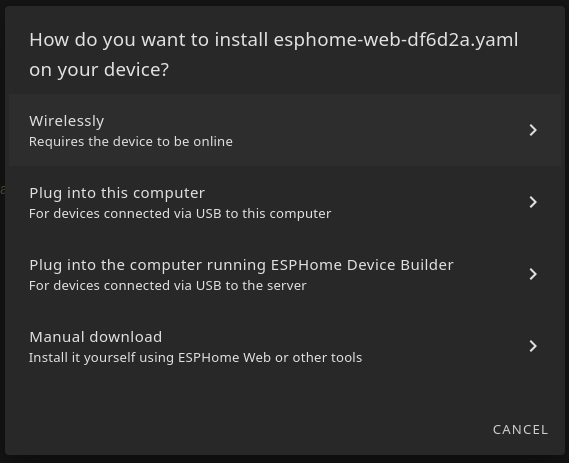 How do you want to install esphome-web-df6d2a.yaml
on your device?
Wirelessly
Requires the device to be online
Plug into this computer
For devices connected via USB to this computer
Plug into the computer running ESPHome Device Builder
For devices connected via USB to the server
Manual download
Install it yourself using ESPHome Web or other tools
CANCEL